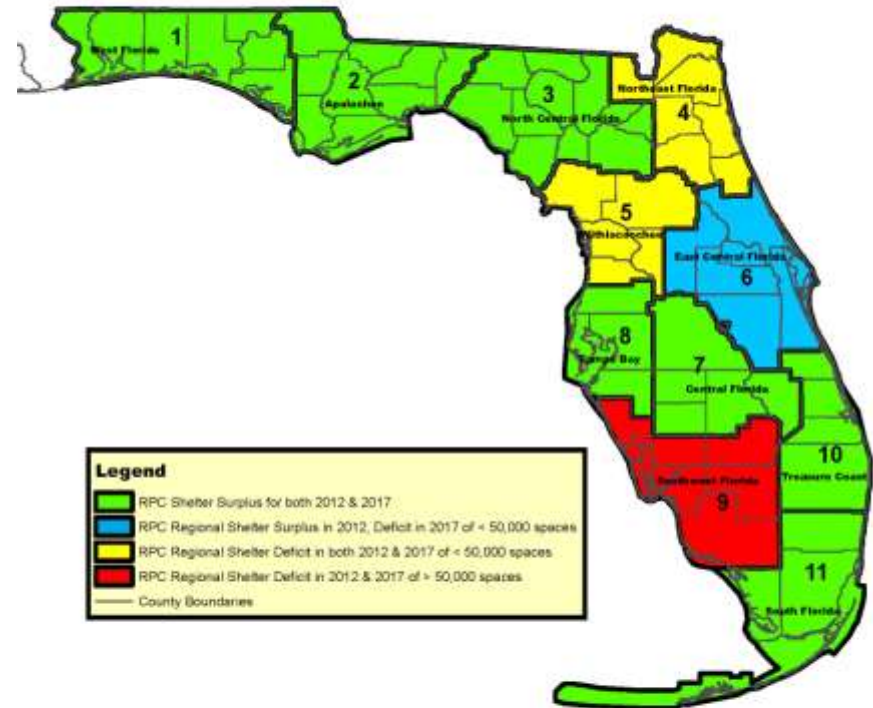 1
West Florida
2
Apalachee
3
North Central Florida
Northeast Florida
4
5
Withlacoochee
East Central Florida
6
8
Tampa Bay
7
Central Florida
10
Treasure Coast
Southwest Florida
9
11
South Florida
Legend
RPC Shelter Surplus for both 2012 & 2017
RPC Regional Shelter Surplus in 2012, Deficit in 2017 of < 50,000 spaces
RPC Regional Shelter Deficit in both 2012 & 2017 of < 50,000 spaces
RPC Regional Shelter Deficit in 2012 & 2017 of > 50,000 spaces
County Boundaries